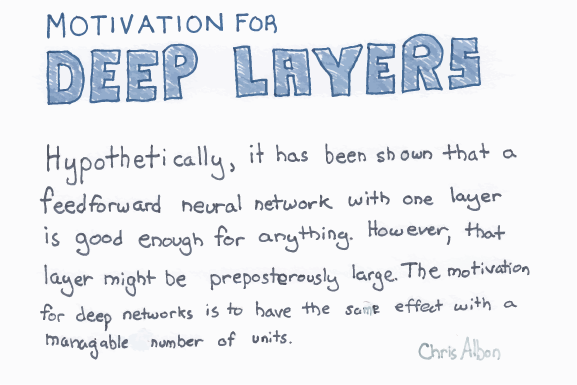 MOTIVATION FOR
DEEP LAYERS
Hypothetically, it has been shown that a
feedforward neural network with one layer
is good enough for anything. However, that
layer might be preposterously large. The motivation
for deep networks is to have the same effect with a
managable number of units.
Chris Albon